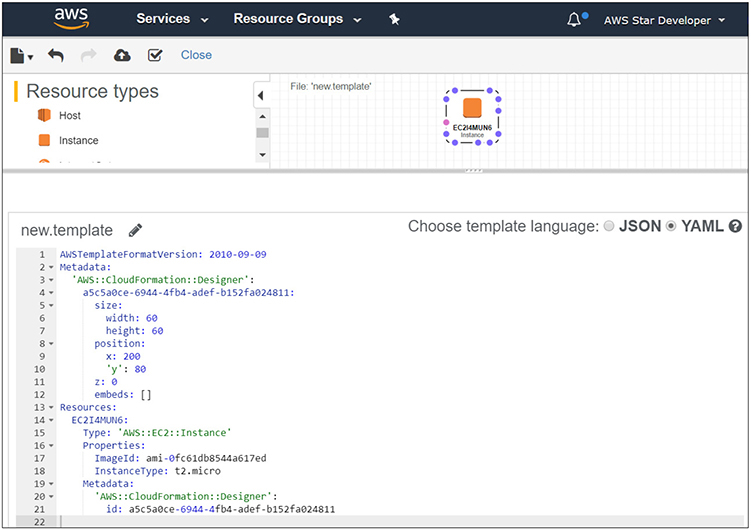 aws Services Resource Groups AWS Star Developer
Close
Resource types
Host
Instance
File: 'new.template'
EC2I4MUN6
Instance
new.template
Choose template language: JSON YAML ?
1 AWSTemplateFormatVersion: 2010-09-09
2 Metadata:
3 'AWS::CloudFormation::Designer':
4 a5c5a0ce-6944-4fb4-adef-b152fa024811:
5 size:
6 width: 60
7 height: 60
8 position:
9 x: 200
10 'y': 80
11 z: 0
12 embeds: []
13 Resources:
14 EC2I4MUN6:
15 Type: 'AWS::EC2::Instance'
16 Properties:
17 ImageId: ami-0fc61db8544a617ed
18 InstanceType: t2.micro
19 Metadata:
20 'AWS::CloudFormation::Designer':
21 id: a5c5a0ce-6944-4fb4-adef-b152fa024811
22